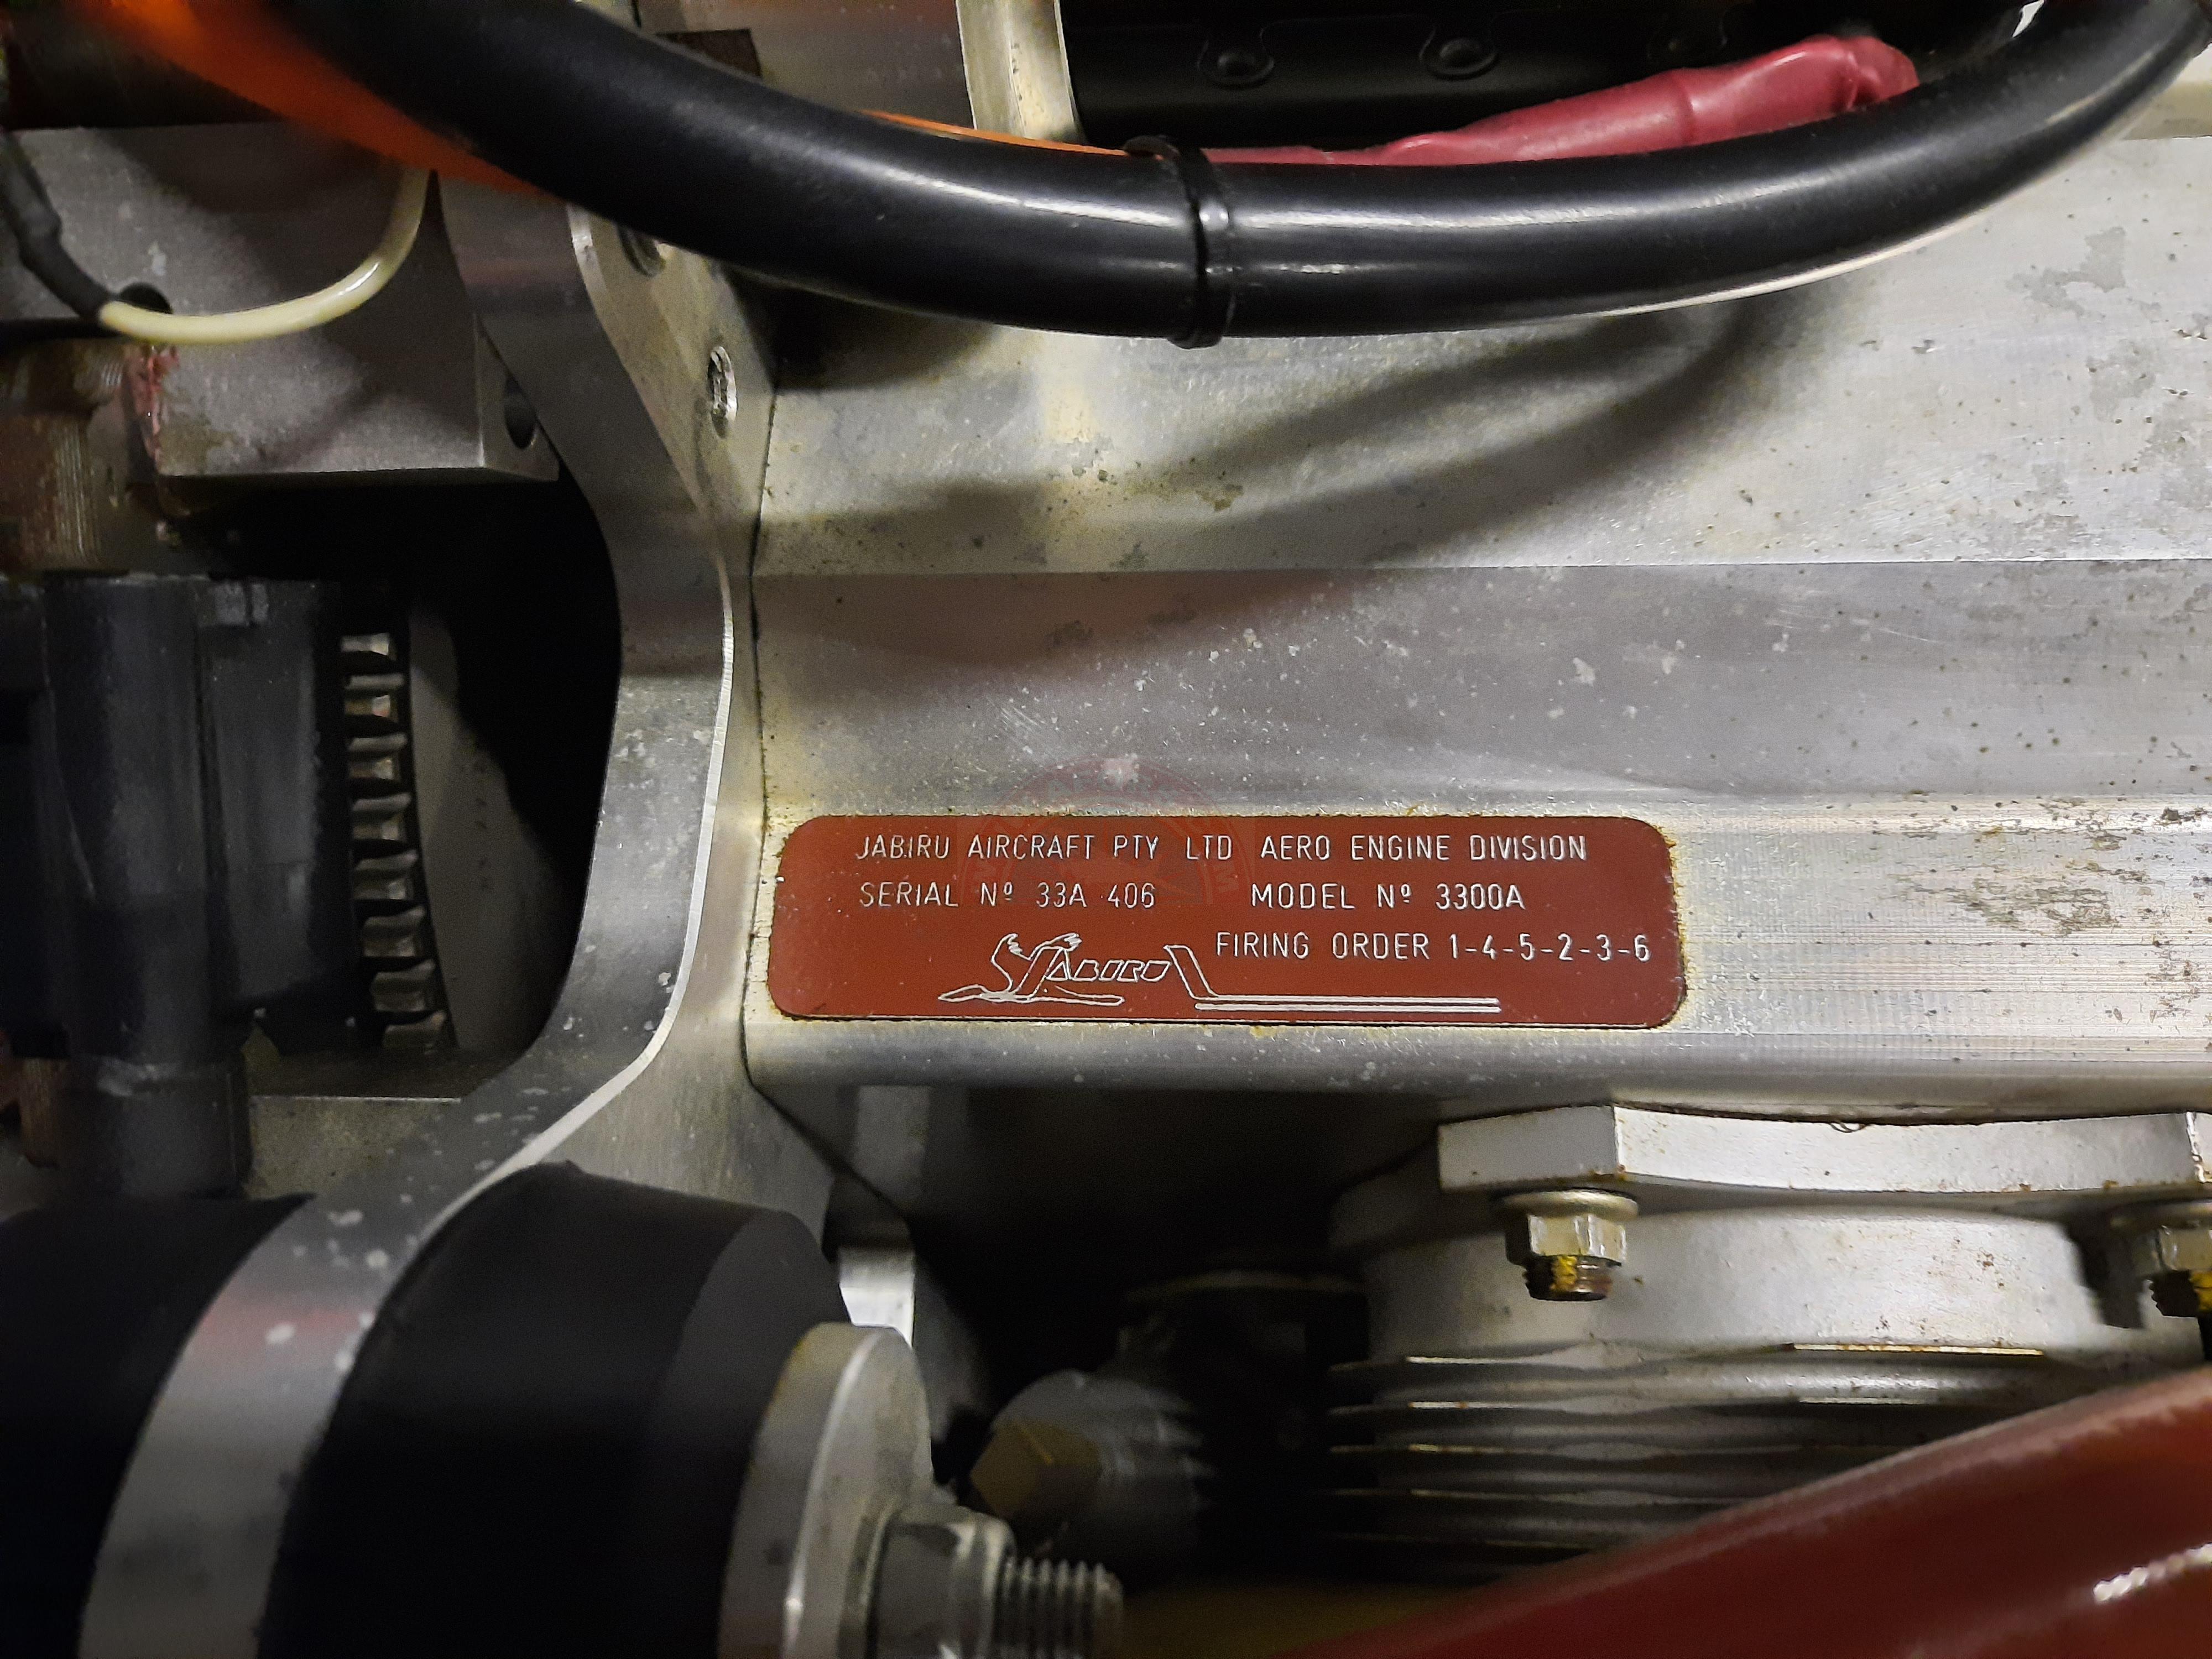 JABIRU AIRCRAFT PTY LTD AERO ENGINE DIVISION
SERIAL Nº 33A 406 MODEL Nº 3300A
FIRING ORDER 1-4-5-2-3-6
JABIRU